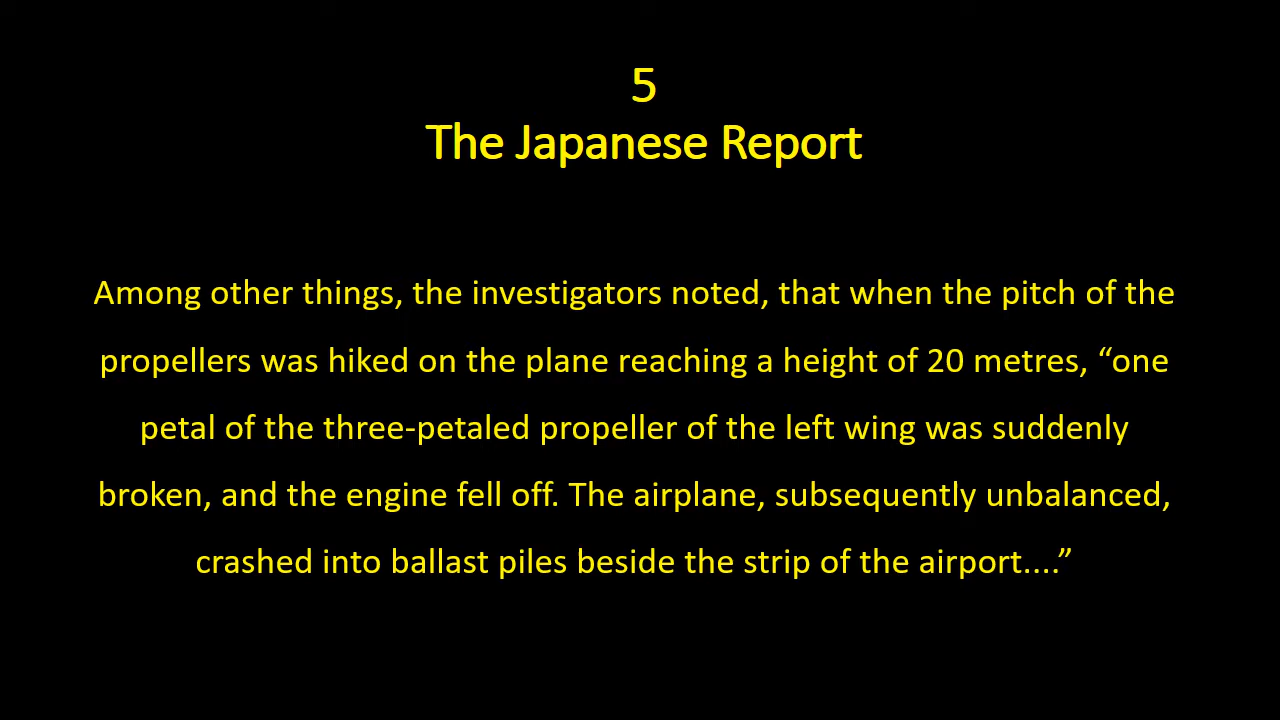 5
The Japanese Report
Among other things, the investigators noted, that when the pitch of the
propellers was hiked on the plane reaching a height of 20 metres, “one
petal of the three-petaled propeller of the left wing was suddenly
broken, and the engine fell off. The airplane, subsequently unbalanced,
crashed into ballast piles beside the strip of the airport....”